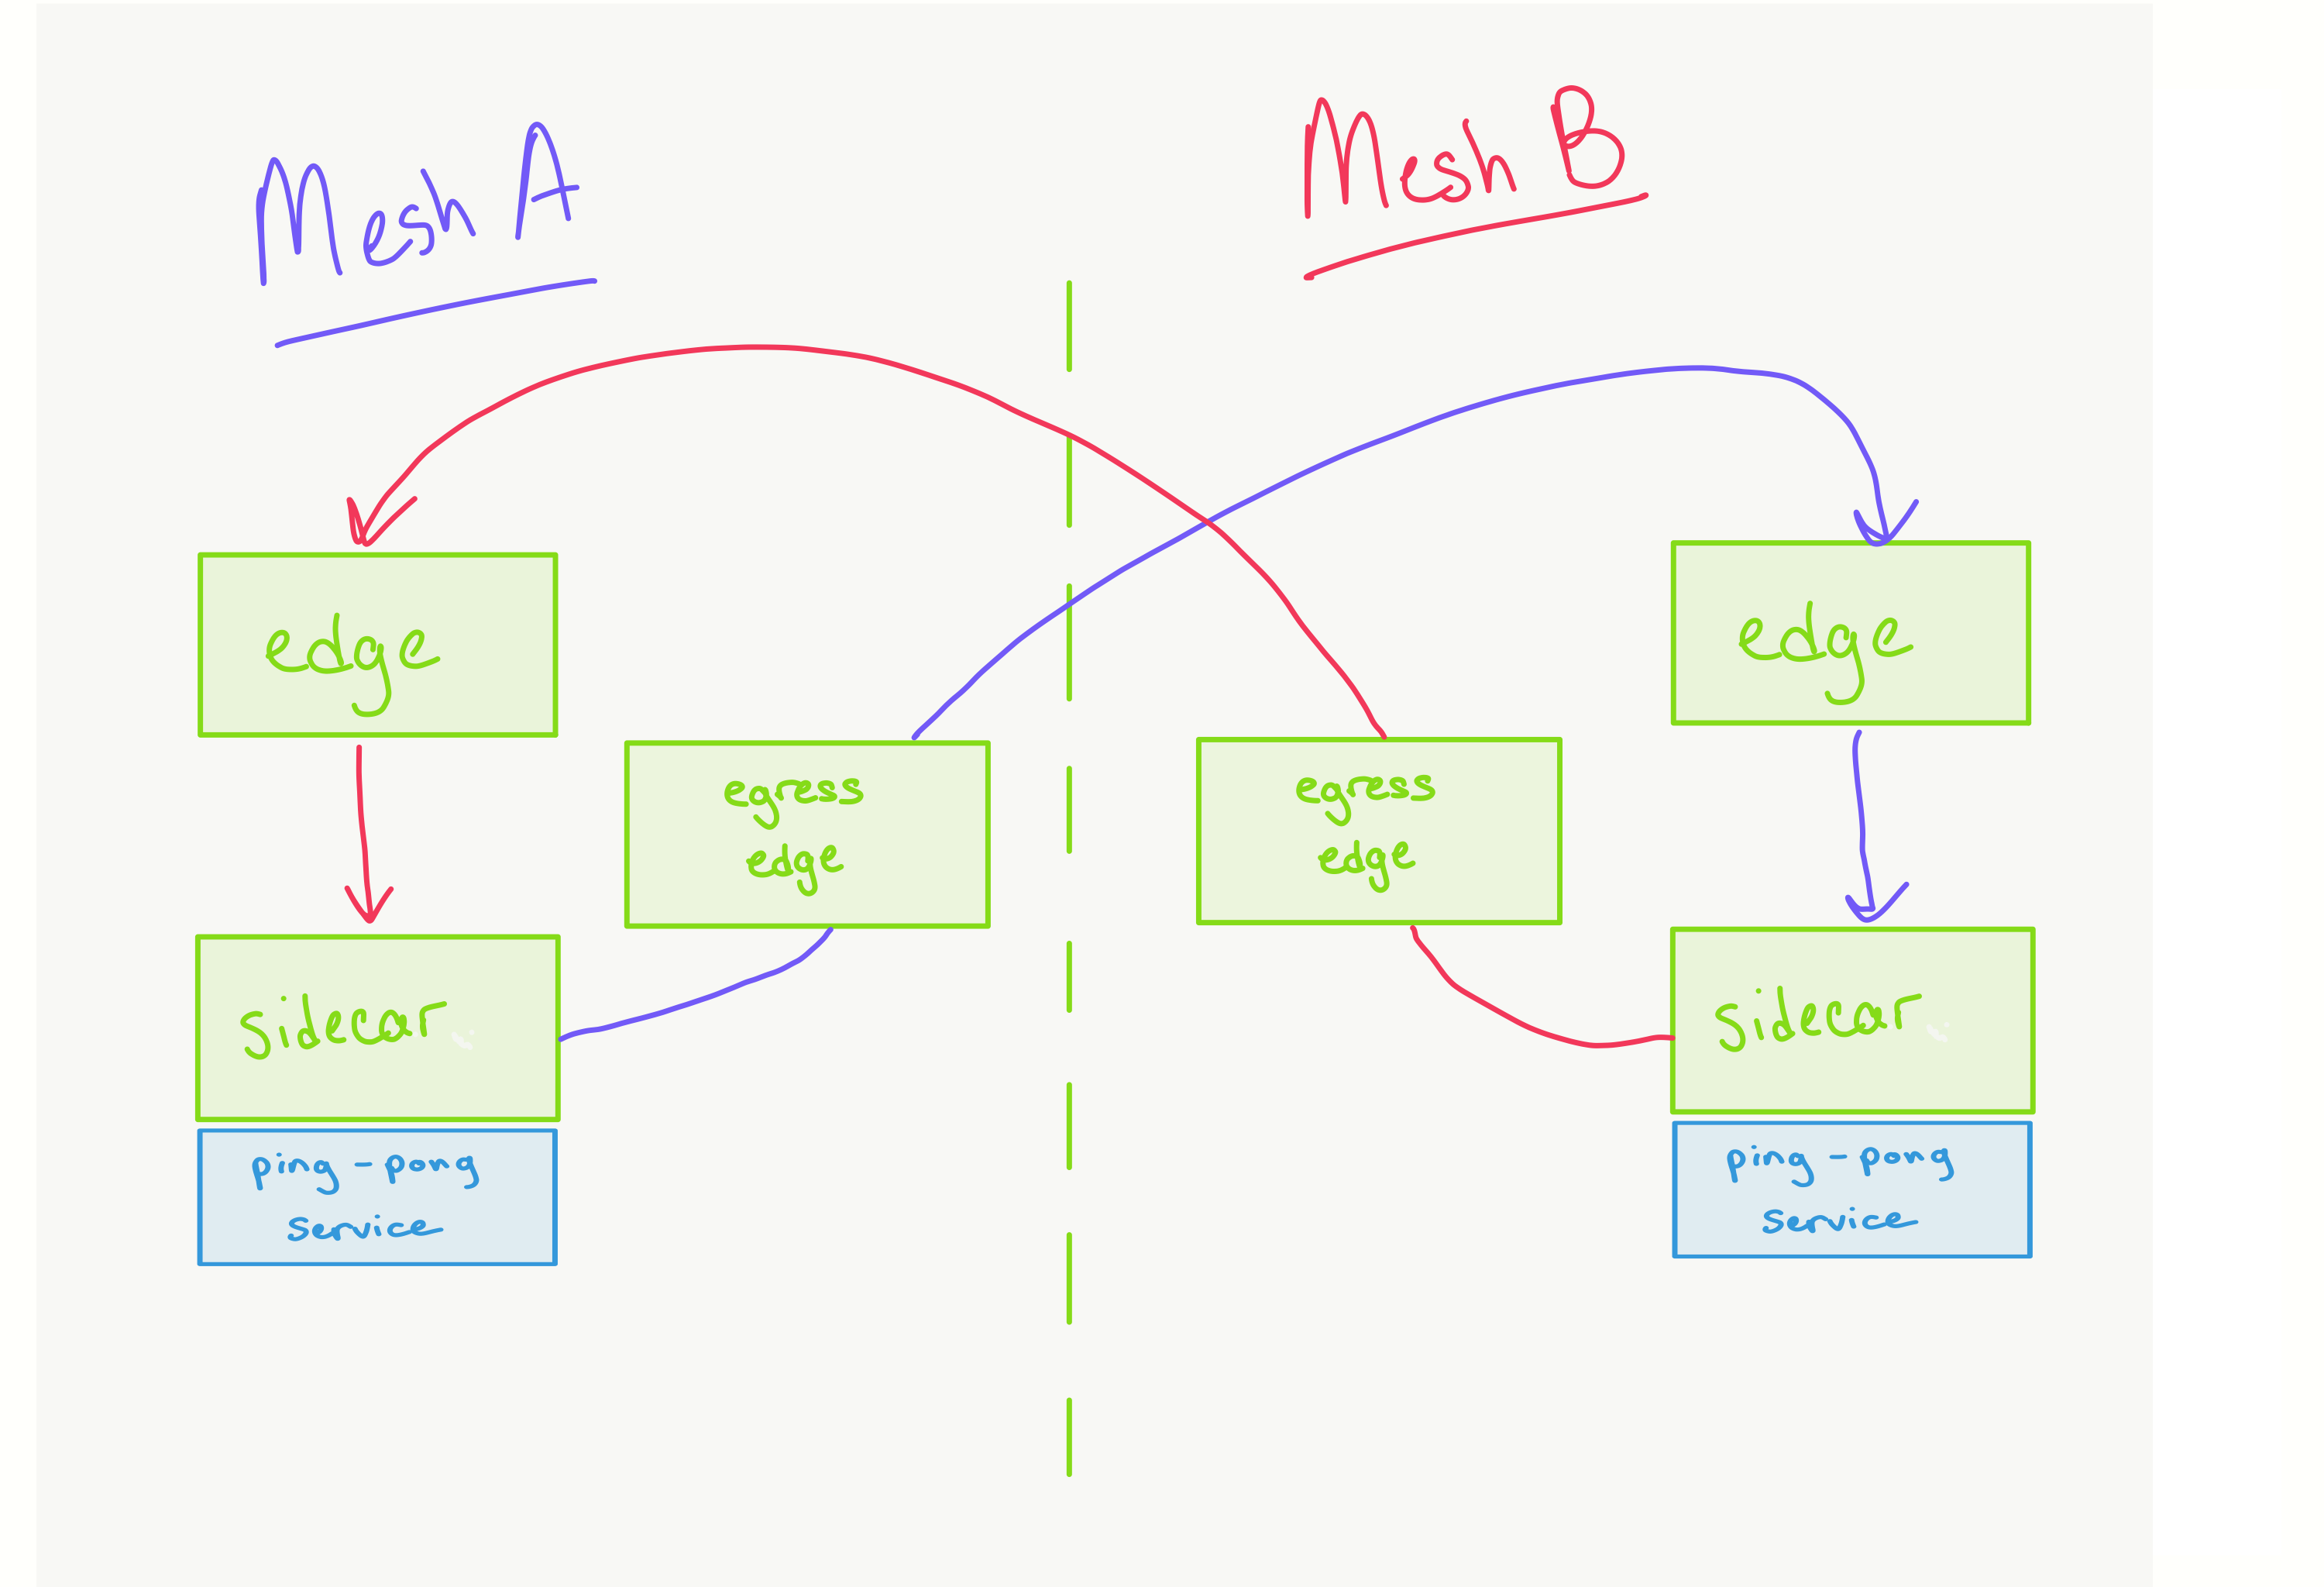 Mesh A
Mesh B
edge
edge
egress
edge
egress
edge
sidecar
sidecar
ping-pong
service
ping-pong
service